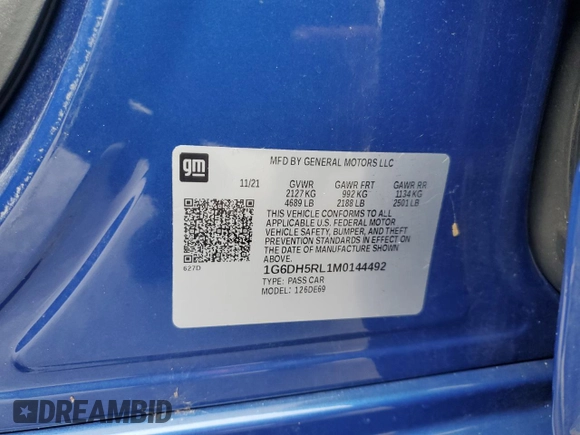 gm
MFD BY GENERAL MOTORS LLC
11/21 GVWR GAWR FRT GAWR RR
2127 KG 992 KG 1134 KG
4689 LB 2188 LB 2501 LB
THIS VEHICLE CONFORMS TO ALL
APPLICABLE U.S. FEDERAL MOTOR
VEHICLE SAFETY, BUMPER, AND THEFT
PREVENTION STANDARDS IN EFFECT ON
THE DATE OF MANUFACTURE SHOWN
ABOVE.
627D
1G6DH5RL1M0144492
TYPE: PASS CAR
MODEL: 126DE69
DREAMBID